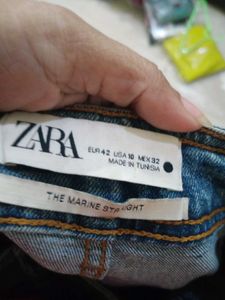 ZARA
EUR 42 USA 10 MEX 32
MADE IN TUNISIA
THE MARINE STRAIGHT